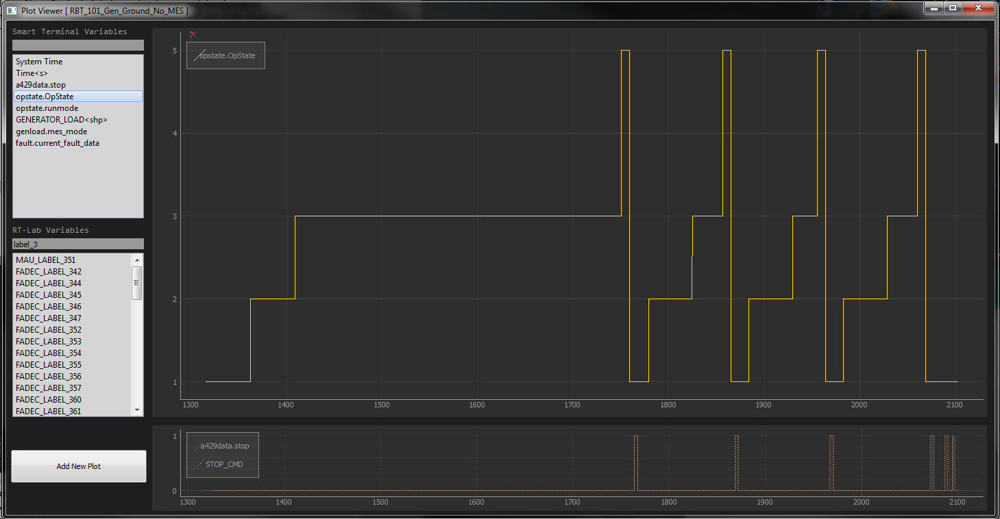 Plot Viewer [ RBT_101_Gen_Ground_No_MES ]
Smart Terminal Variables
System Time
Time<s>
a429data.stop
opstate.OpState
opstate.runmode
GENERATOR_LOAD<shp>
genload.mes_mode
fault.current_fault_data
RT-Lab Variables
label_3
MAU_LABEL_351
FADEC_LABEL_342
FADEC_LABEL_344
FADEC_LABEL_345
FADEC_LABEL_346
FADEC_LABEL_347
FADEC_LABEL_352
FADEC_LABEL_353
FADEC_LABEL_354
FADEC_LABEL_355
FADEC_LABEL_356
FADEC_LABEL_357
FADEC_LABEL_360
FADEC_LABEL_361
Add New Plot
opstate.OpState
5
4
3
2
1
1300 1400 1500 1600 1700 1800 1900 2000 2100
a429data.stop
STOP_CMD
1
0
1300 1400 1500 1600 1700 1800 1900 2000 2100